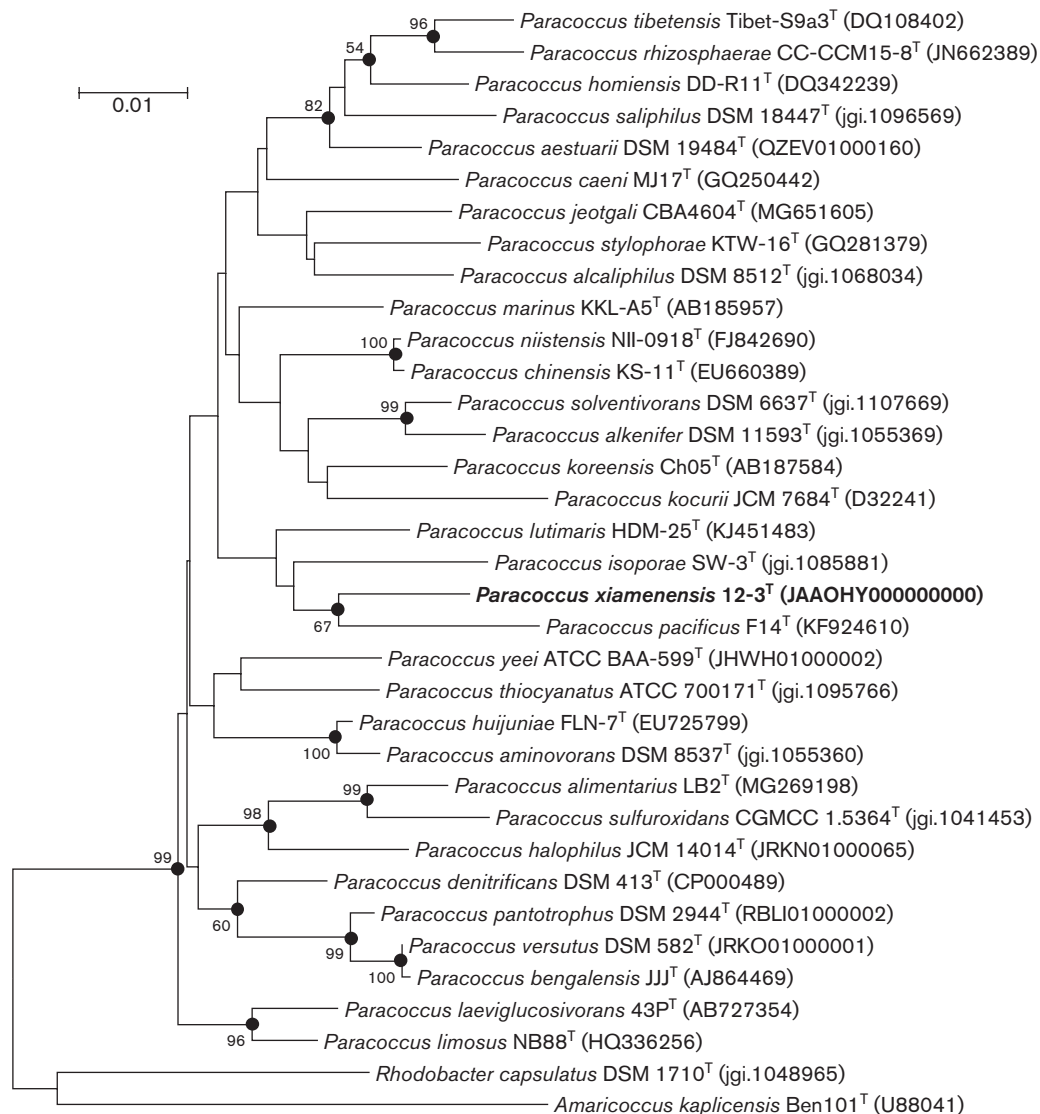 96
Paracoccus tibetensis Tibet-S9a3ᵀ (DQ108402)
54
Paracoccus rhizosphaerae CC-CCM15-8ᵀ (JN662389)
Paracoccus homiensis DD-R11ᵀ (DQ342239)
0.01
82
Paracoccus saliphilus DSM 18447ᵀ (jgi.1096569)
Paracoccus aestuarii DSM 19484ᵀ (QZEV01000160)
Paracoccus caeni MJ17ᵀ (GQ250442)
Paracoccus jeotgali CBA4604ᵀ (MG651605)
Paracoccus stylophorae KTW-16ᵀ (GQ281379)
Paracoccus alcaliphilus DSM 8512ᵀ (jgi.1068034)
Paracoccus marinus KKL-A5ᵀ (AB185957)
100
Paracoccus niistensis NII-0918ᵀ (FJ842690)
Paracoccus chinensis KS-11ᵀ (EU660389)
99
Paracoccus solventivorans DSM 6637ᵀ (jgi.1107669)
Paracoccus alkenifer DSM 11593ᵀ (jgi.1055369)
Paracoccus koreensis Ch05ᵀ (AB187584)
Paracoccus kocurii JCM 7684ᵀ (D32241)
Paracoccus lutimaris HDM-25ᵀ (KJ451483)
Paracoccus isoporae SW-3ᵀ (jgi.1085881)
Paracoccus xiamenensis 12-3ᵀ (JAAOHY000000000)
67
Paracoccus pacificus F14ᵀ (KF924610)
Paracoccus yeei ATCC BAA-599ᵀ (JHWH01000002)
Paracoccus thiocyanatus ATCC 700171ᵀ (jgi.1095766)
Paracoccus huijuniae FLN-7ᵀ (EU725799)
100
Paracoccus aminovorans DSM 8537ᵀ (jgi.1055360)
99
Paracoccus alimentarius LB2ᵀ (MG269198)
98
Paracoccus sulfuroxidans CGMCC 1.5364ᵀ (jgi.1041453)
Paracoccus halophilus JCM 14014ᵀ (JRKN01000065)
99
Paracoccus denitrificans DSM 413ᵀ (CP000489)
60
Paracoccus pantotrophus DSM 2944ᵀ (RBLI01000002)
99
Paracoccus versutus DSM 582ᵀ (JRKO01000001)
100
Paracoccus bengalensis JJJᵀ (AJ864469)
Paracoccus laeviglucosivorans 43Pᵀ (AB727354)
96
Paracoccus limosus NB88ᵀ (HQ336256)
Rhodobacter capsulatus DSM 1710ᵀ (jgi.1048965)
Amaricoccus kaplicensis Ben101ᵀ (U88041)